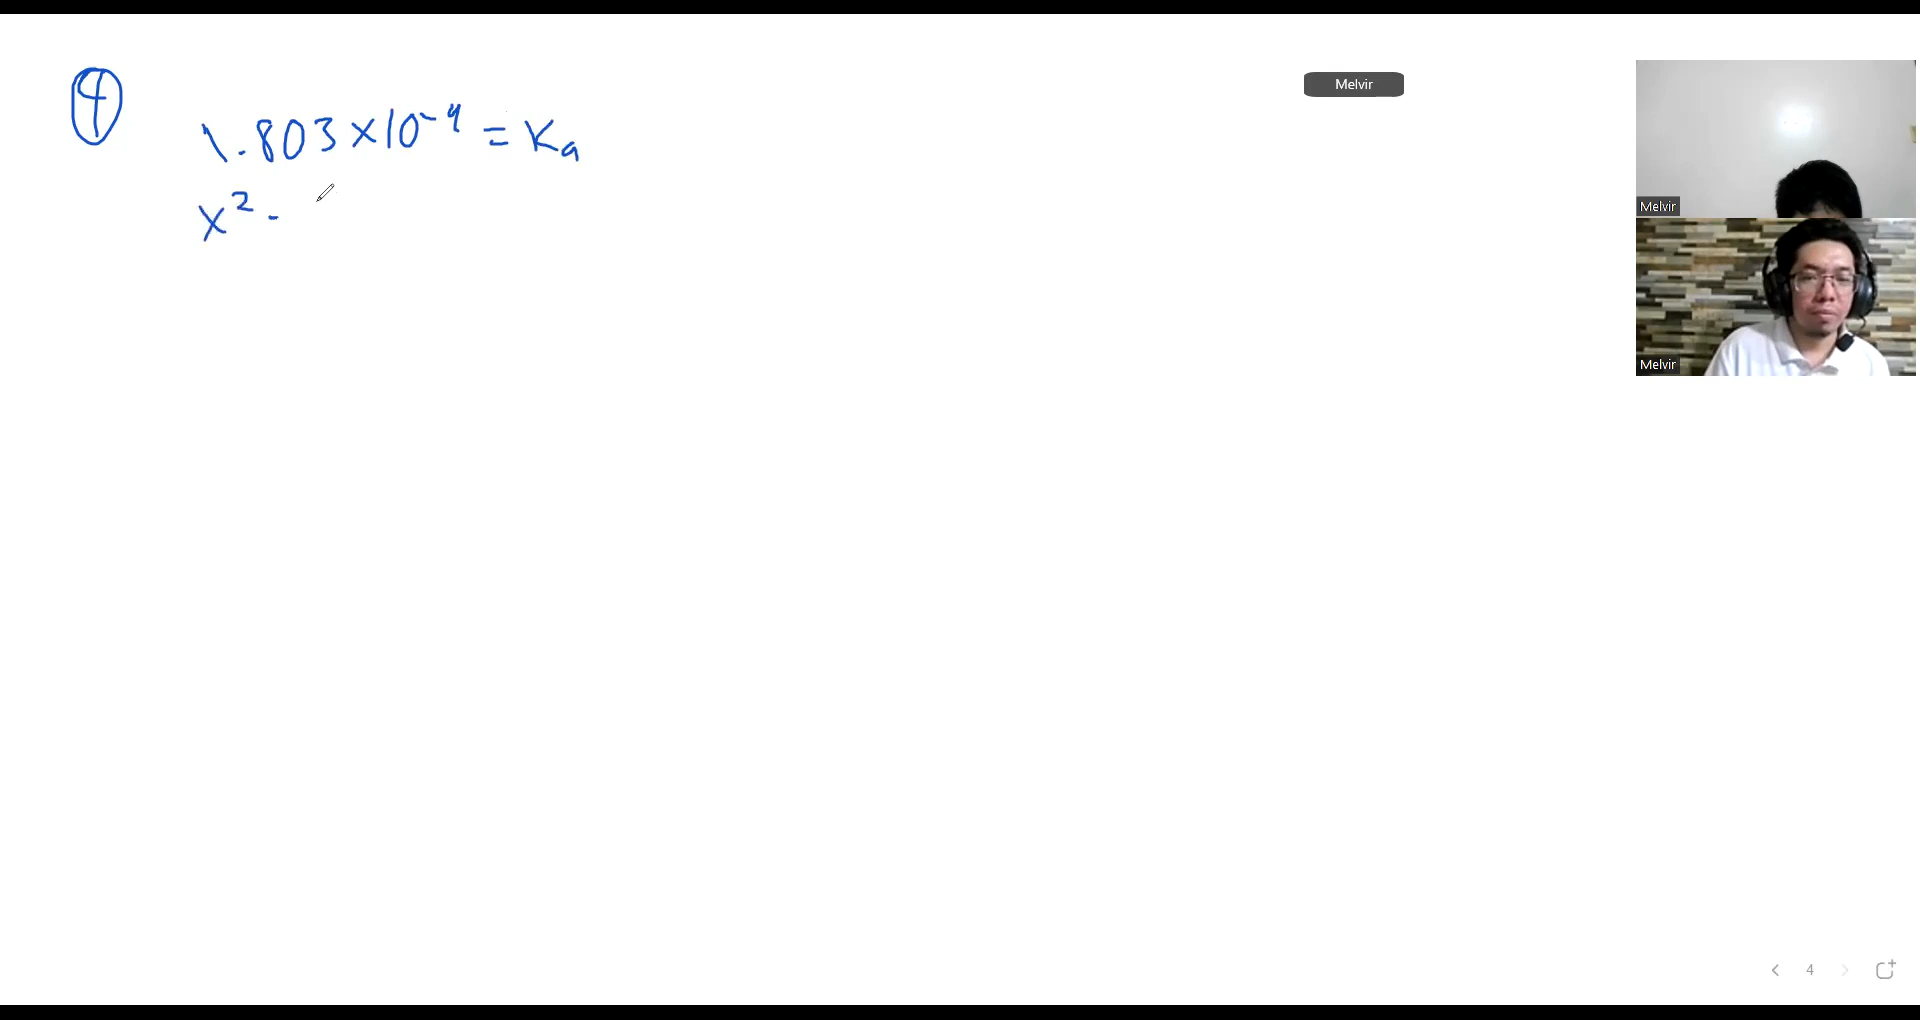 ④
1.803 x 10⁻⁴ = Kₐ
x² -
Melvir
Melvir
Melvir
4